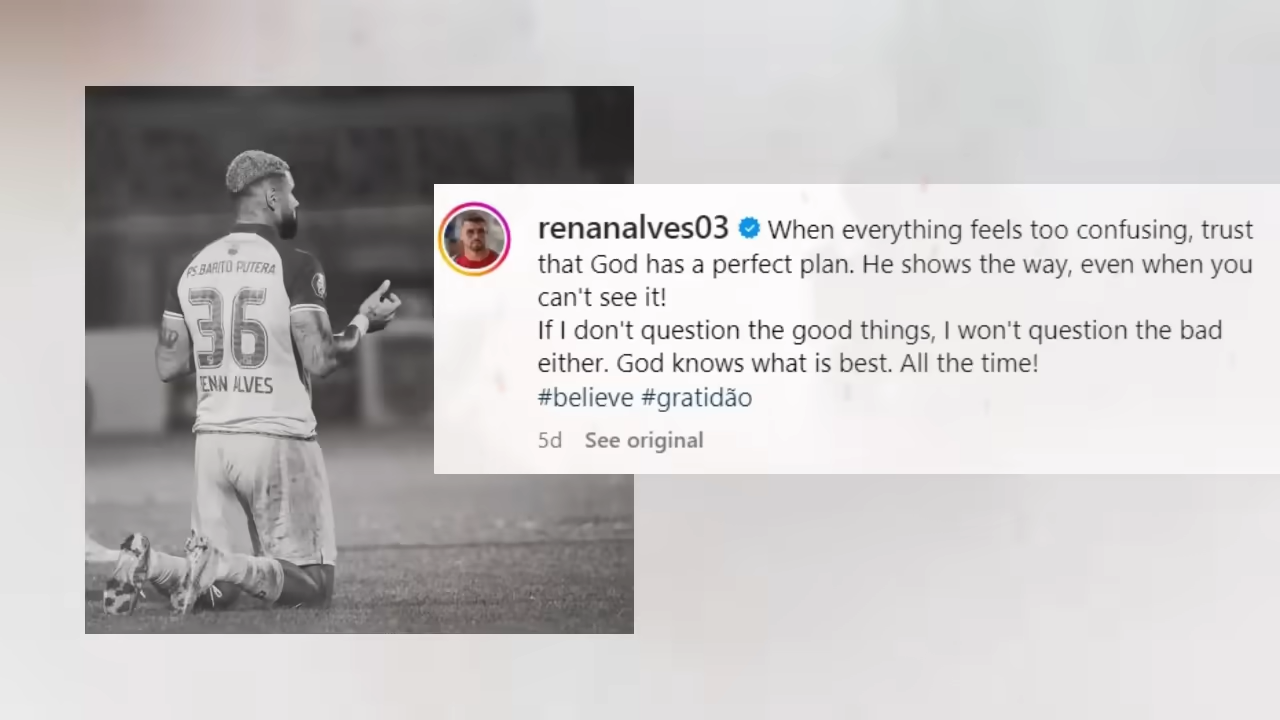 PS.BARITO PUTERA
36
RENN ALVES
renanalves03 When everything feels too confusing, trust
that God has a perfect plan. He shows the way, even when you
can't see it!
If I don't question the good things, I won't question the bad
either. God knows what is best. All the time!
#believe #gratidão
5d See original